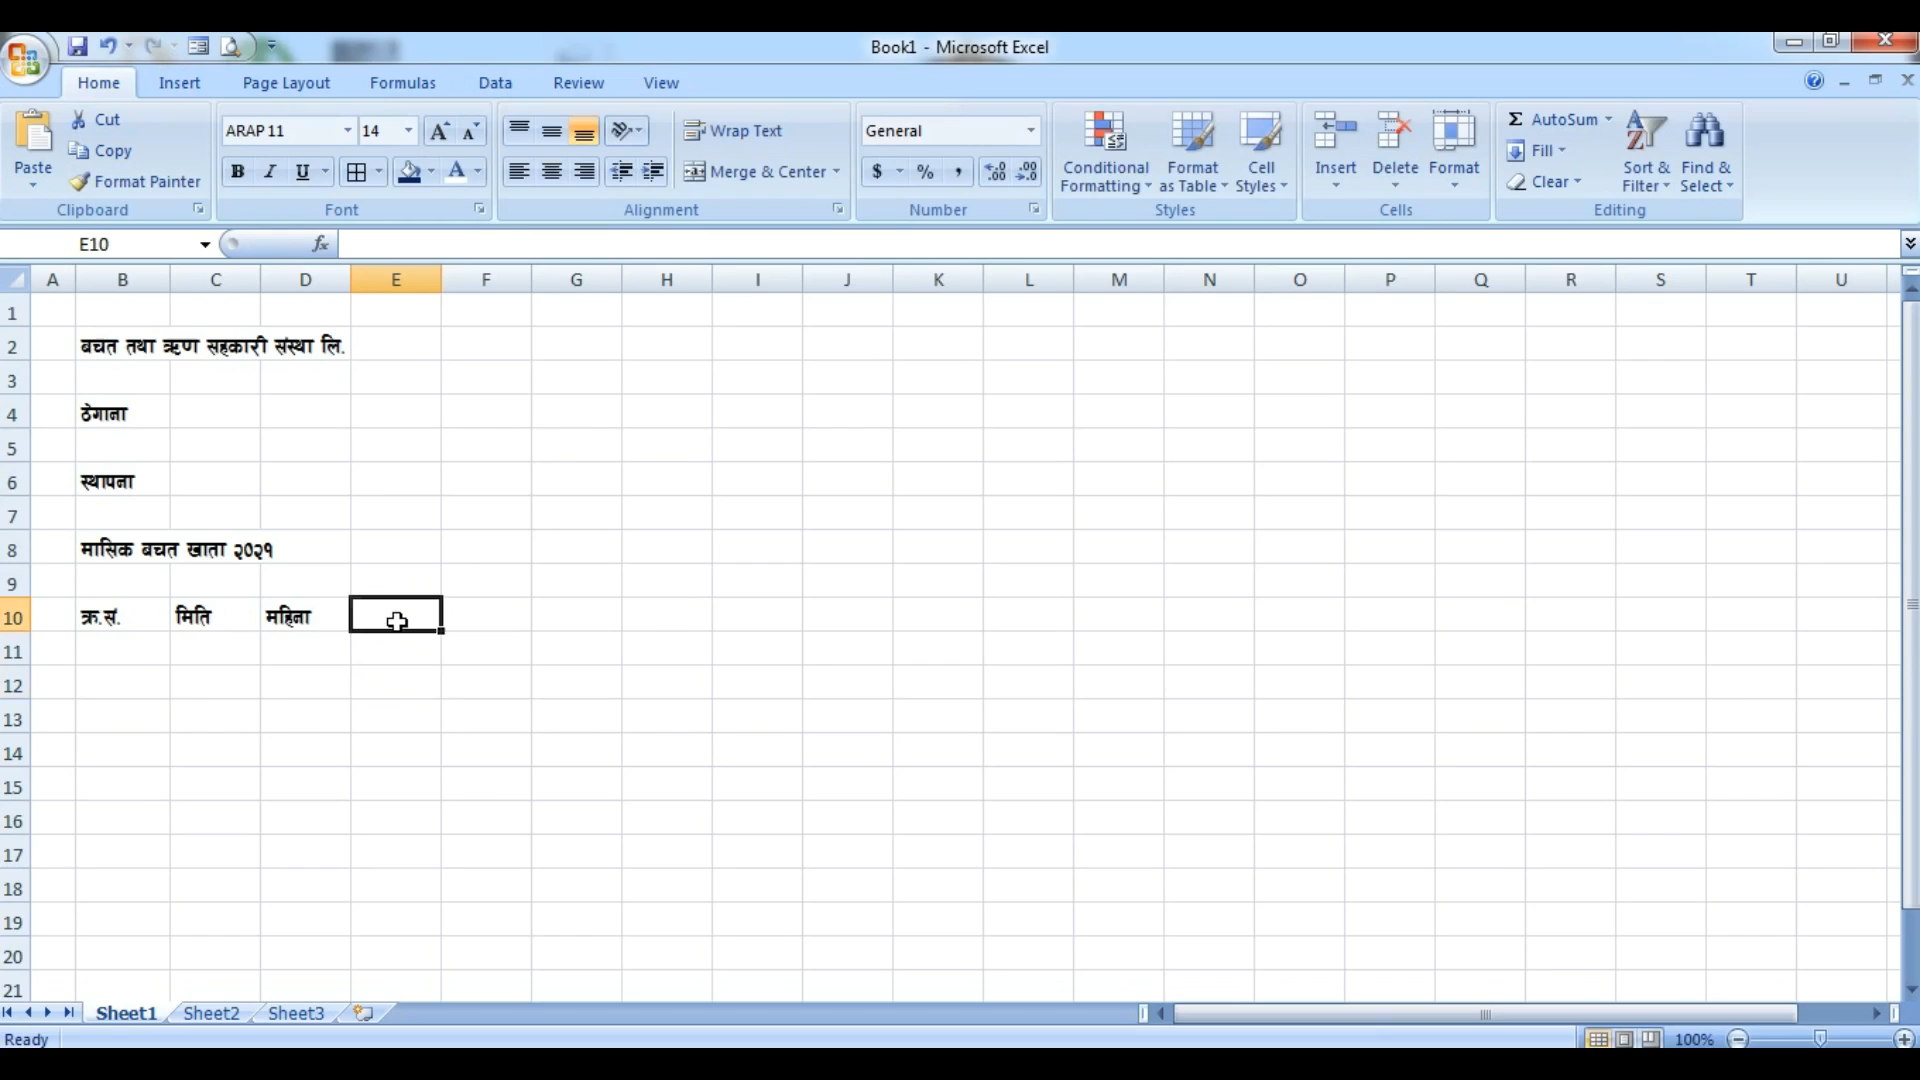 Book1 - Microsoft Excel
Home Insert Page Layout Formulas Data Review View
Paste
Cut
Copy
Format Painter
Clipboard
ARAP 11 14
B I U
Font
Wrap Text
Merge & Center
Alignment
General
$ % ,
Number
Conditional Formatting
Format as Table
Cell Styles
Styles
Insert Delete Format
Cells
Σ AutoSum
Fill
Clear
Sort & Filter
Find & Select
Editing
E10 fx
A B C D E F G H I J K L M N O P Q R S T U
1
2 बचत तथा ऋण सहकारी संस्था लि.
3
4 ठेगाना
5
6 स्थापना
7
8 मासिक बचत खाता २०२१
9
10 क्र.सं. मिति महिना
11
12
13
14
15
16
17
18
19
20
21
Sheet1 Sheet2 Sheet3
Ready 100%